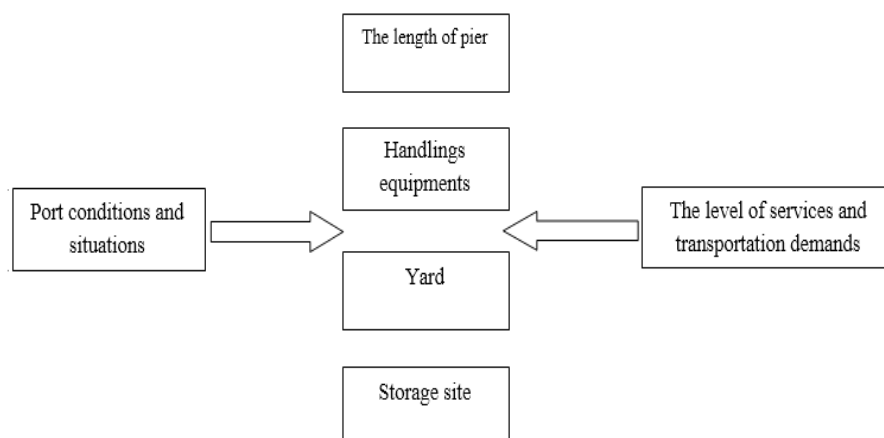 The length of pier
Handlings
equipments
Port conditions and
situations
The level of services and
transportation demands
Yard
Storage site